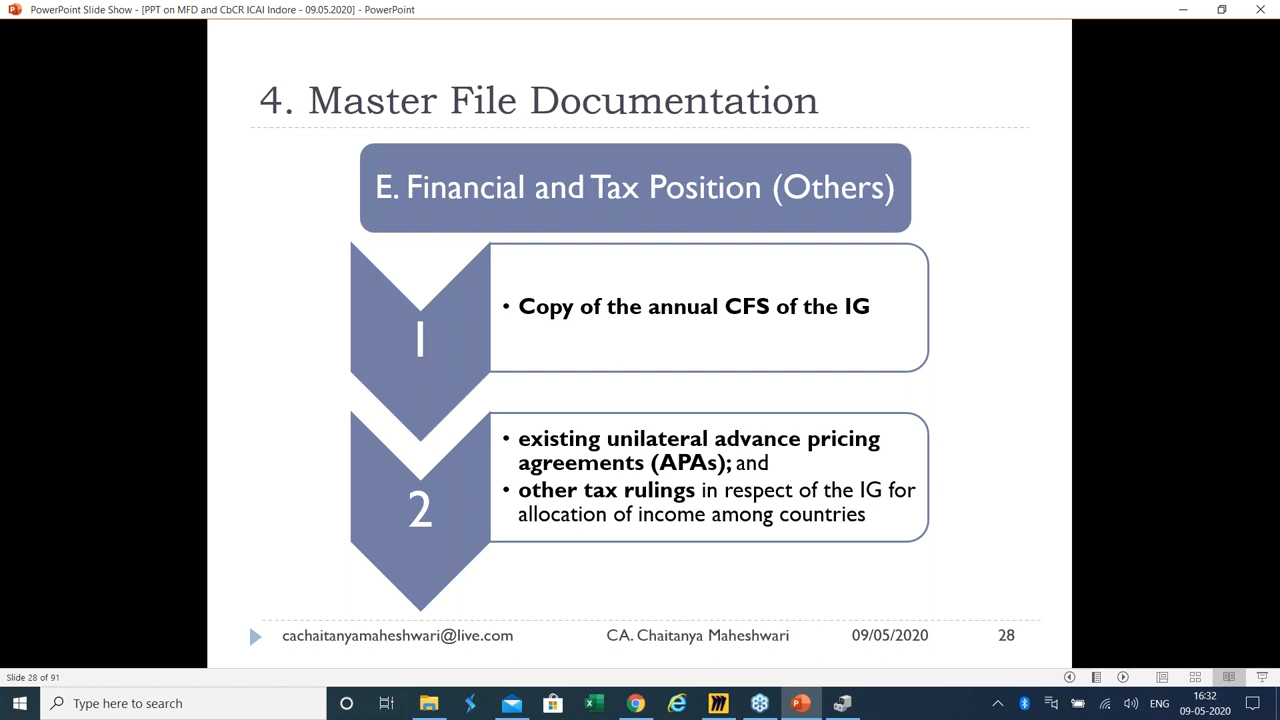 PowerPoint Slide Show - [PPT on MFD and CbCR ICAI Indore - 09.05.2020] - PowerPoint
4. Master File Documentation
E. Financial and Tax Position (Others)
1
• Copy of the annual CFS of the IG
2
• existing unilateral advance pricing
agreements (APAs); and
• other tax rulings in respect of the IG for
allocation of income among countries
cachaitanyamaheshwari@live.com CA. Chaitanya Maheshwari 09/05/2020 28
Slide 28 of 91
Type here to search
ENG
16:32
09-05-2020